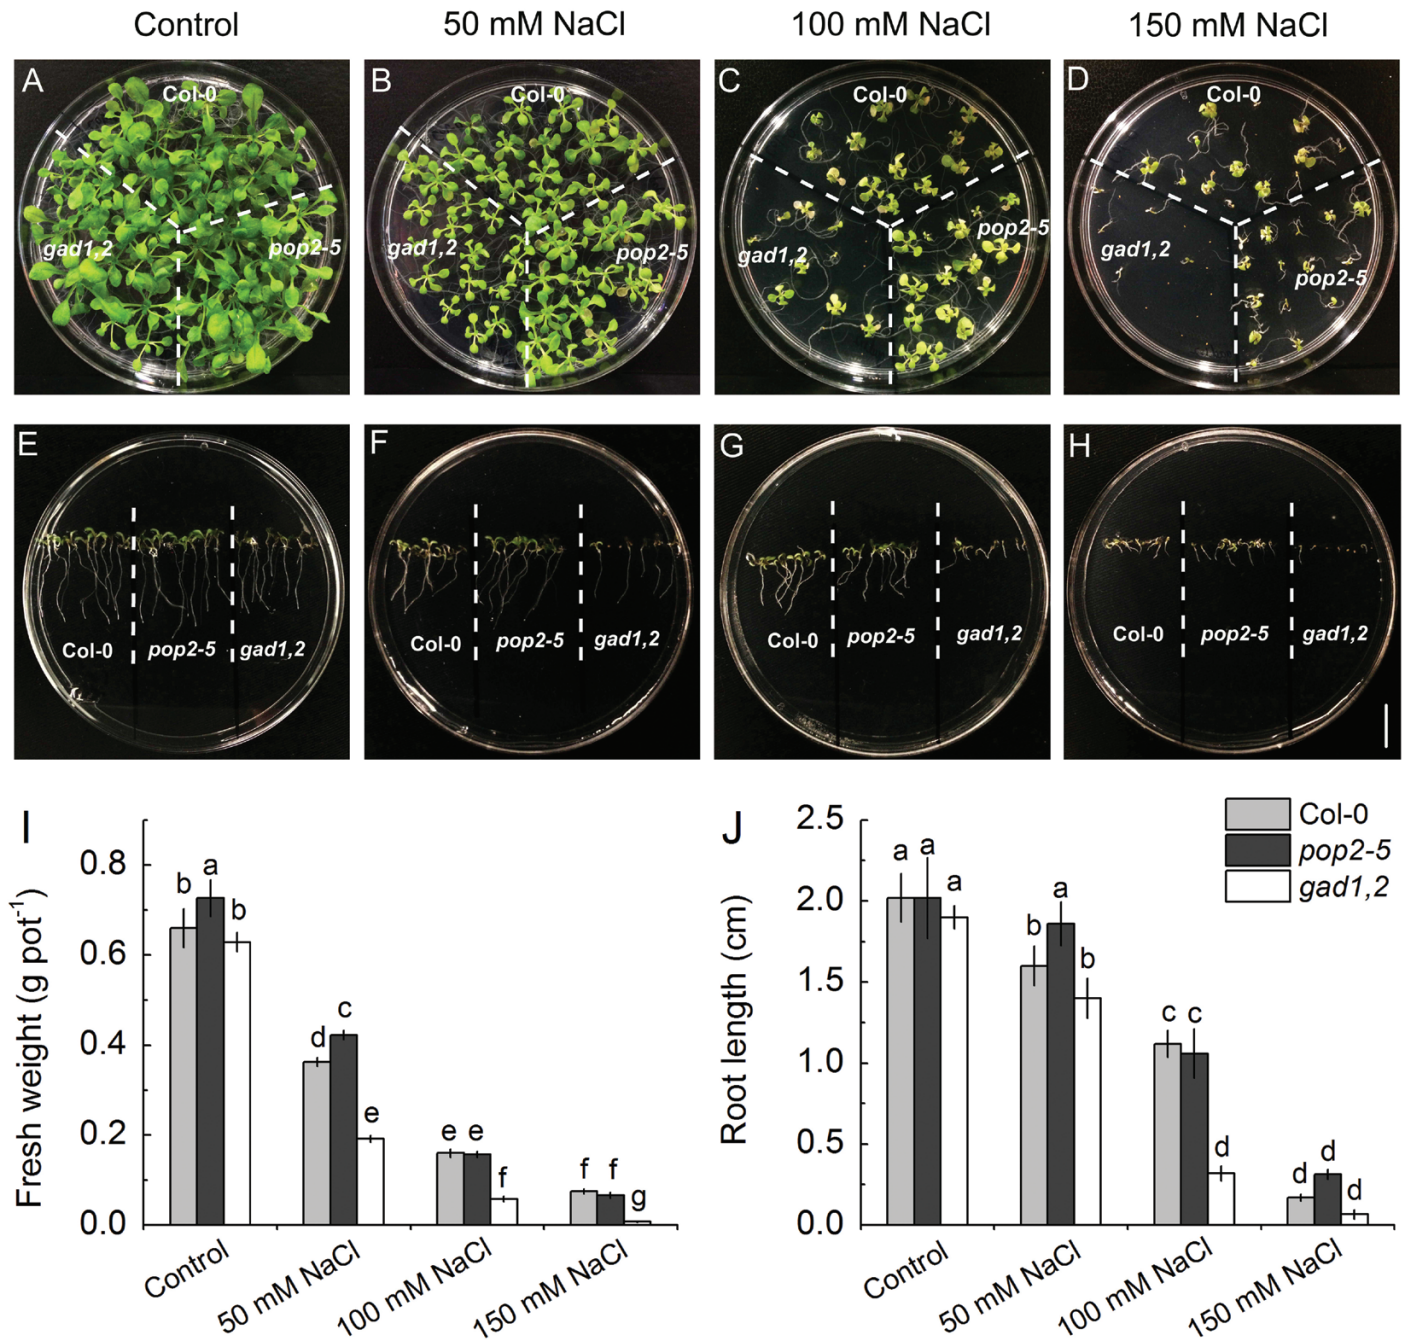 Control 50 mM NaCl 100 mM NaCl 150 mM NaCl
A Col-0 gad1,2 pop2-5
B Col-0 gad1,2 pop2-5
C Col-0 gad1,2 pop2-5
D Col-0 gad1,2 pop2-5
E Col-0 pop2-5 gad1,2
F Col-0 pop2-5 gad1,2
G Col-0 pop2-5 gad1,2
H Col-0 pop2-5 gad1,2
I
Fresh weight (g pot⁻¹)
0.8
0.6
0.4
0.2
0.0
b a b
d c e
e e f
f f g
Control
50 mM NaCl
100 mM NaCl
150 mM NaCl
J
Root length (cm)
2.5
2.0
1.5
1.0
0.5
0.0
Col-0
pop2-5
gad1,2
a a a
b a b
c c d
d d d
Control
50 mM NaCl
100 mM NaCl
150 mM NaCl